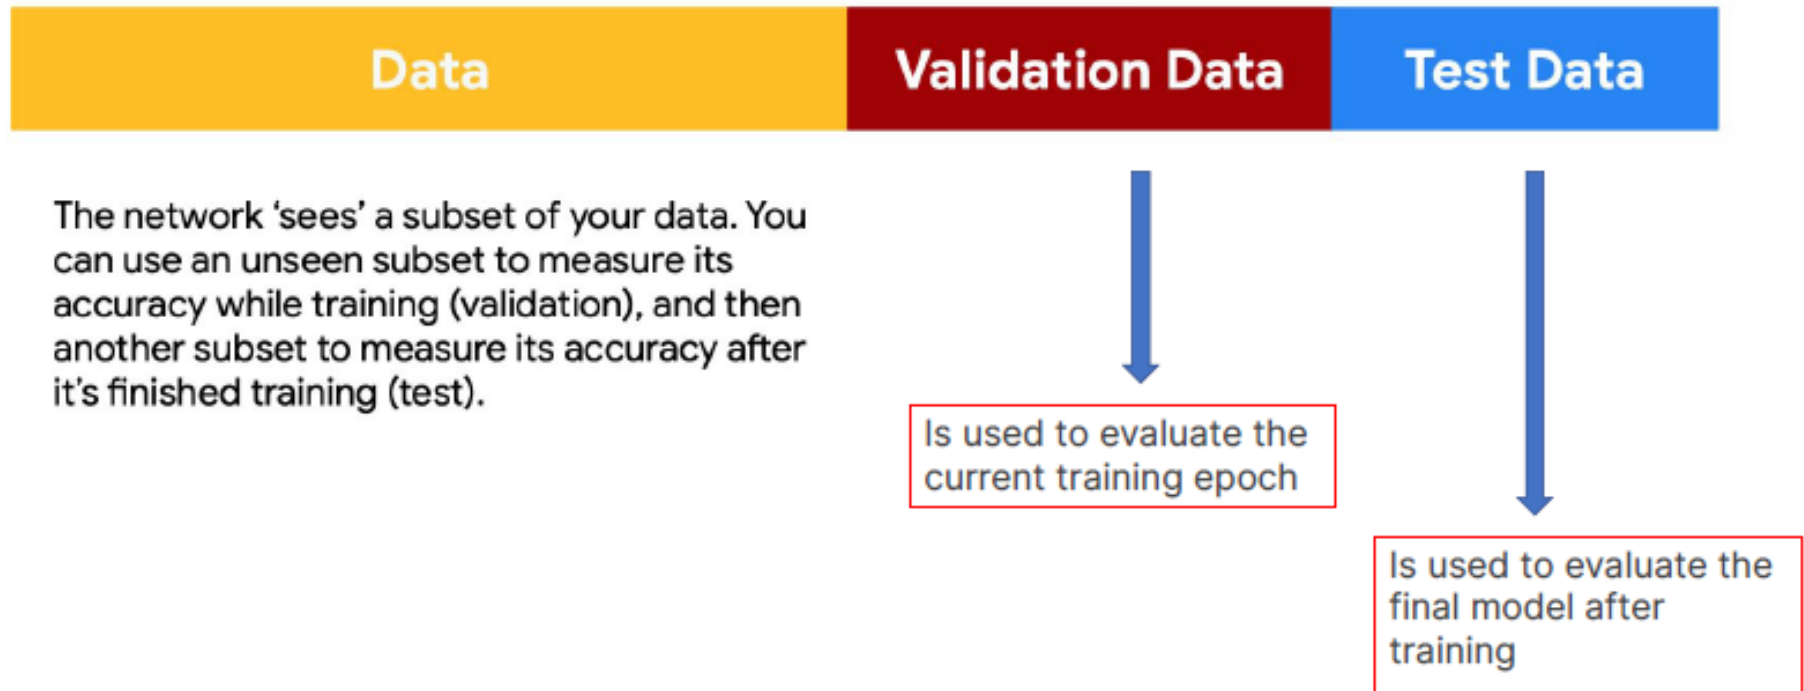 Data
Validation Data
Test Data
The network ‘sees’ a subset of your data. You
can use an unseen subset to measure its
accuracy while training (validation), and then
another subset to measure its accuracy after
it’s finished training (test).
Is used to evaluate the
current training epoch
Is used to evaluate the
final model after
training